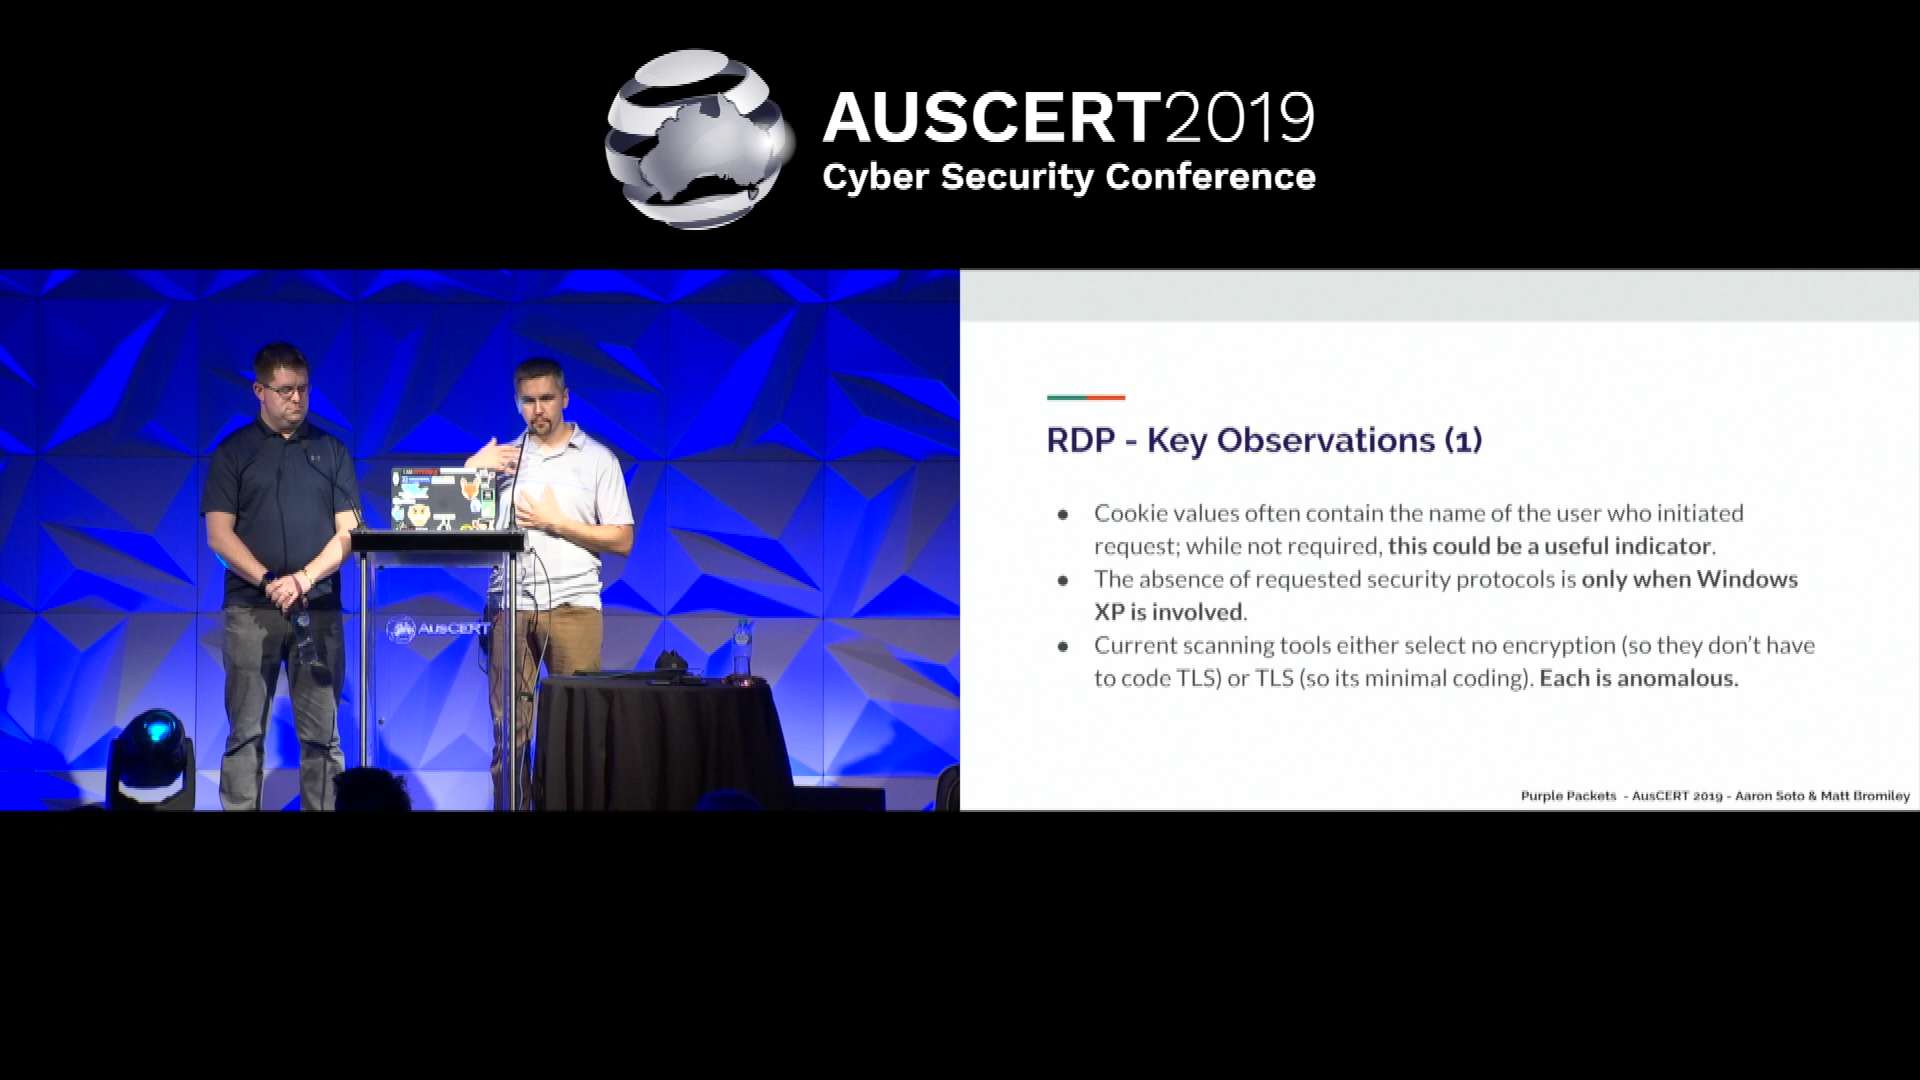 AUSCERT2019
Cyber Security Conference
AUSCERT
RDP - Key Observations (1)
● Cookie values often contain the name of the user who initiated
request; while not required, this could be a useful indicator.
● The absence of requested security protocols is only when Windows
XP is involved.
● Current scanning tools either select no encryption (so they don't have
to code TLS) or TLS (so its minimal coding). Each is anomalous.
Purple Packets - AusCERT 2019 - Aaron Soto & Matt Bromiley